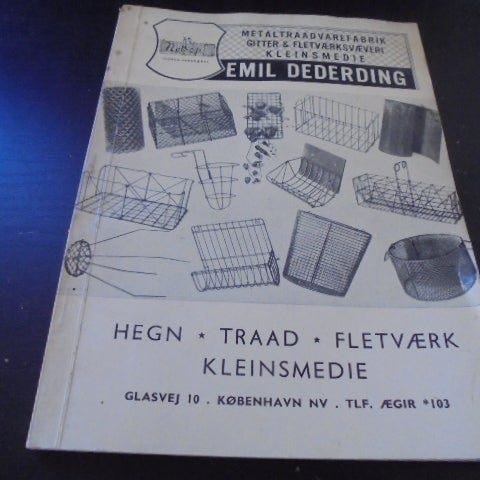 METALTRAADVAREFABRIK
GITTER & FLETVÆRKSVÆVERI
KLEINSMEDIE
EMIL DEDERDING
HEGN ★ TRAAD ★ FLETVÆRK
KLEINSMEDIE
GLASVEJ 10 . KØBENHAVN NV . TLF. ÆGIR *103